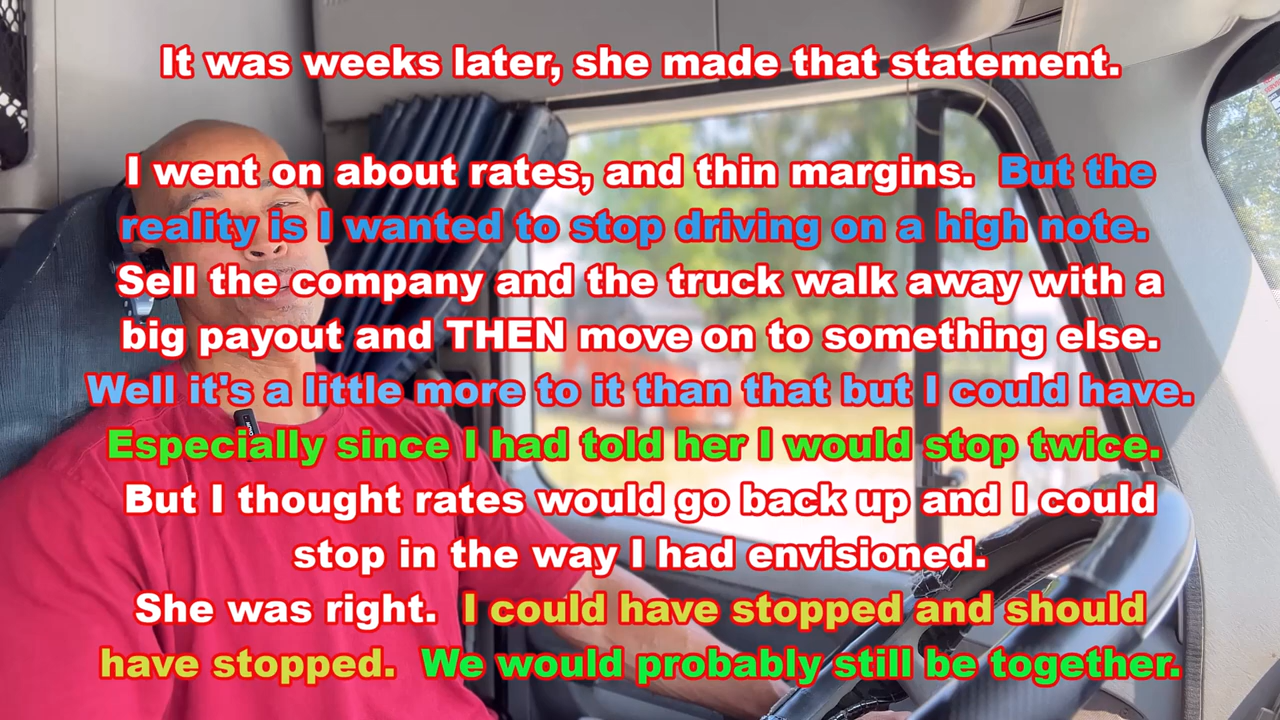 It was weeks later, she made that statement.
I went on about rates, and thin margins. But the
reality is I wanted to stop driving on a high note.
Sell the company and the truck walk away with a
big payout and THEN move on to something else.
Well it's a little more to it than that but I could have.
Especially since I had told her I would stop twice.
But I thought rates would go back up and I could
stop in the way I had envisioned.
She was right. I could have stopped and should
have stopped. We would probably still be together.